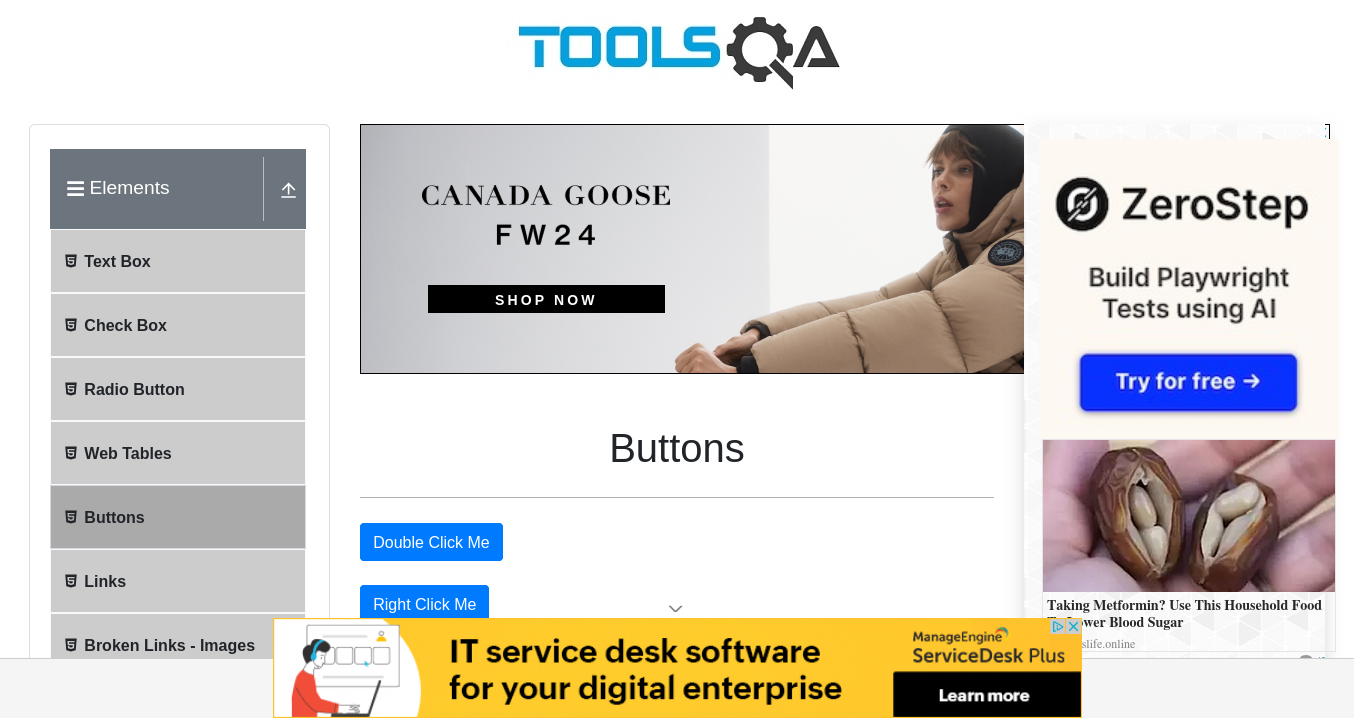 TOOLSQA
Elements
Text Box
Check Box
Radio Button
Web Tables
Buttons
Links
Broken Links - Images
CANADA GOOSE
FW24
SHOP NOW
Buttons
Double Click Me
Right Click Me
ZeroStep
Build Playwright
Tests using AI
Try for free →
Taking Metformin? Use This Household Food
Lower Blood Sugar
slife.online
IT service desk software
for your digital enterprise
ManageEngine
ServiceDesk Plus
Learn more